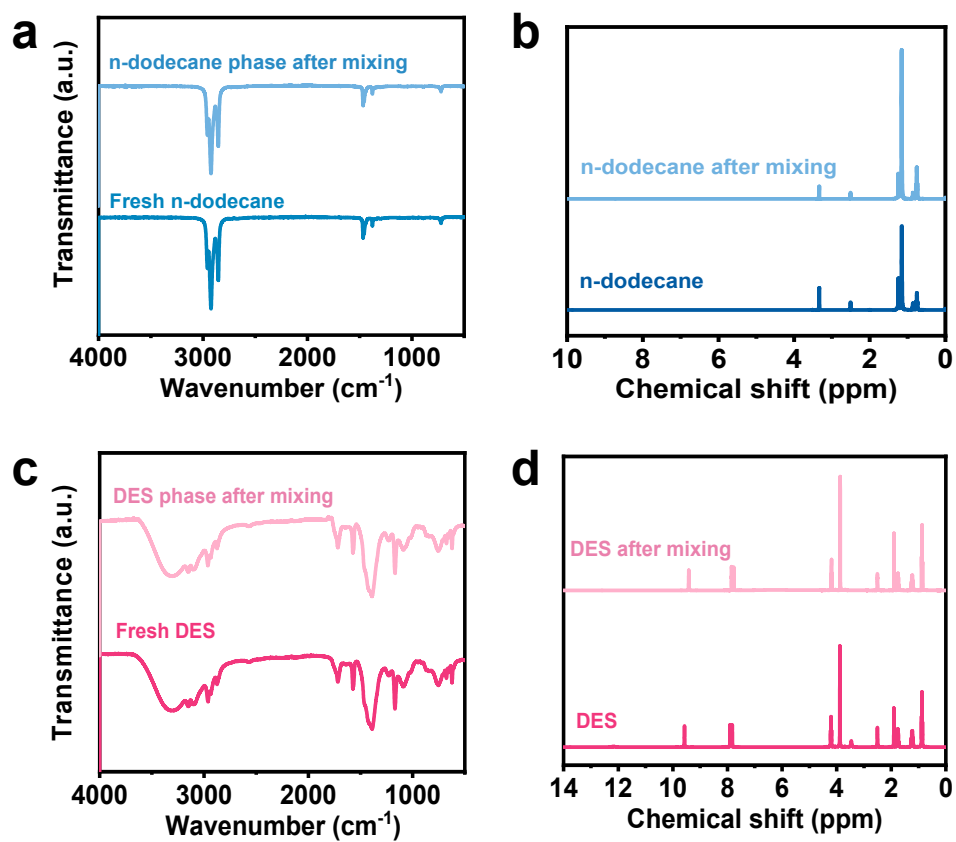 a
n-dodecane phase after mixing
Fresh n-dodecane
Transmittance (a.u.)
4000 3000 2000 1000
Wavenumber (cm⁻¹)
b
n-dodecane after mixing
n-dodecane
10 8 6 4 2 0
Chemical shift (ppm)
c
DES phase after mixing
Fresh DES
Transmittance (a.u.)
4000 3000 2000 1000
Wavenumber (cm⁻¹)
d
DES after mixing
DES
14 12 10 8 6 4 2 0
Chemical shift (ppm)